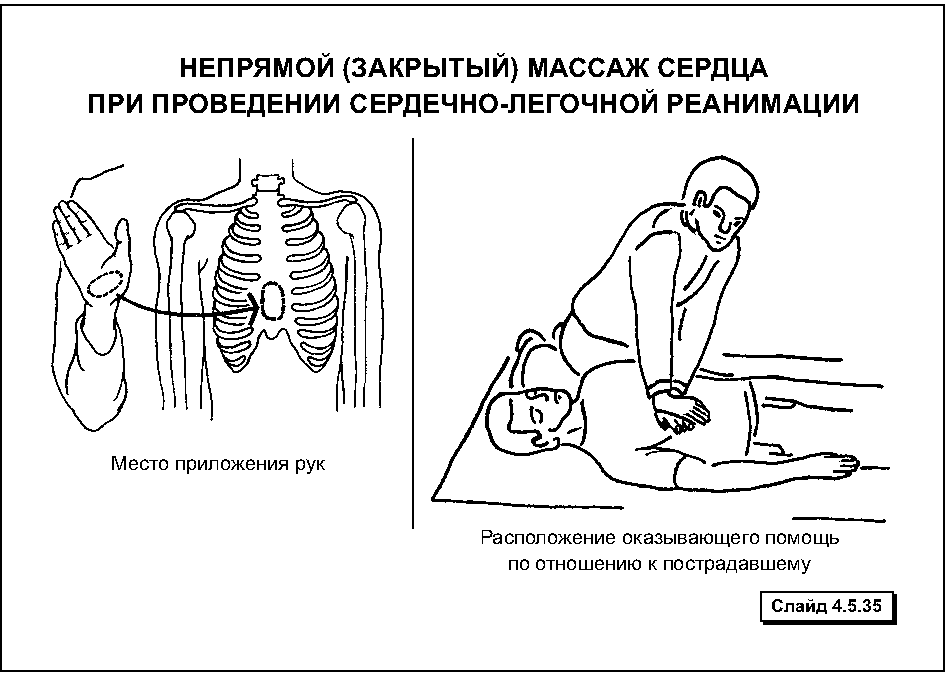 НЕПРЯМОЙ (ЗАКРЫТЫЙ) МАССАЖ СЕРДЦА
ПРИ ПРОВЕДЕНИИ СЕРДЕЧНО-ЛЕГОЧНОЙ РЕАНИМАЦИИ
Место приложения рук
Расположение оказывающего помощь
по отношению к пострадавшему
Слайд 4.5.35